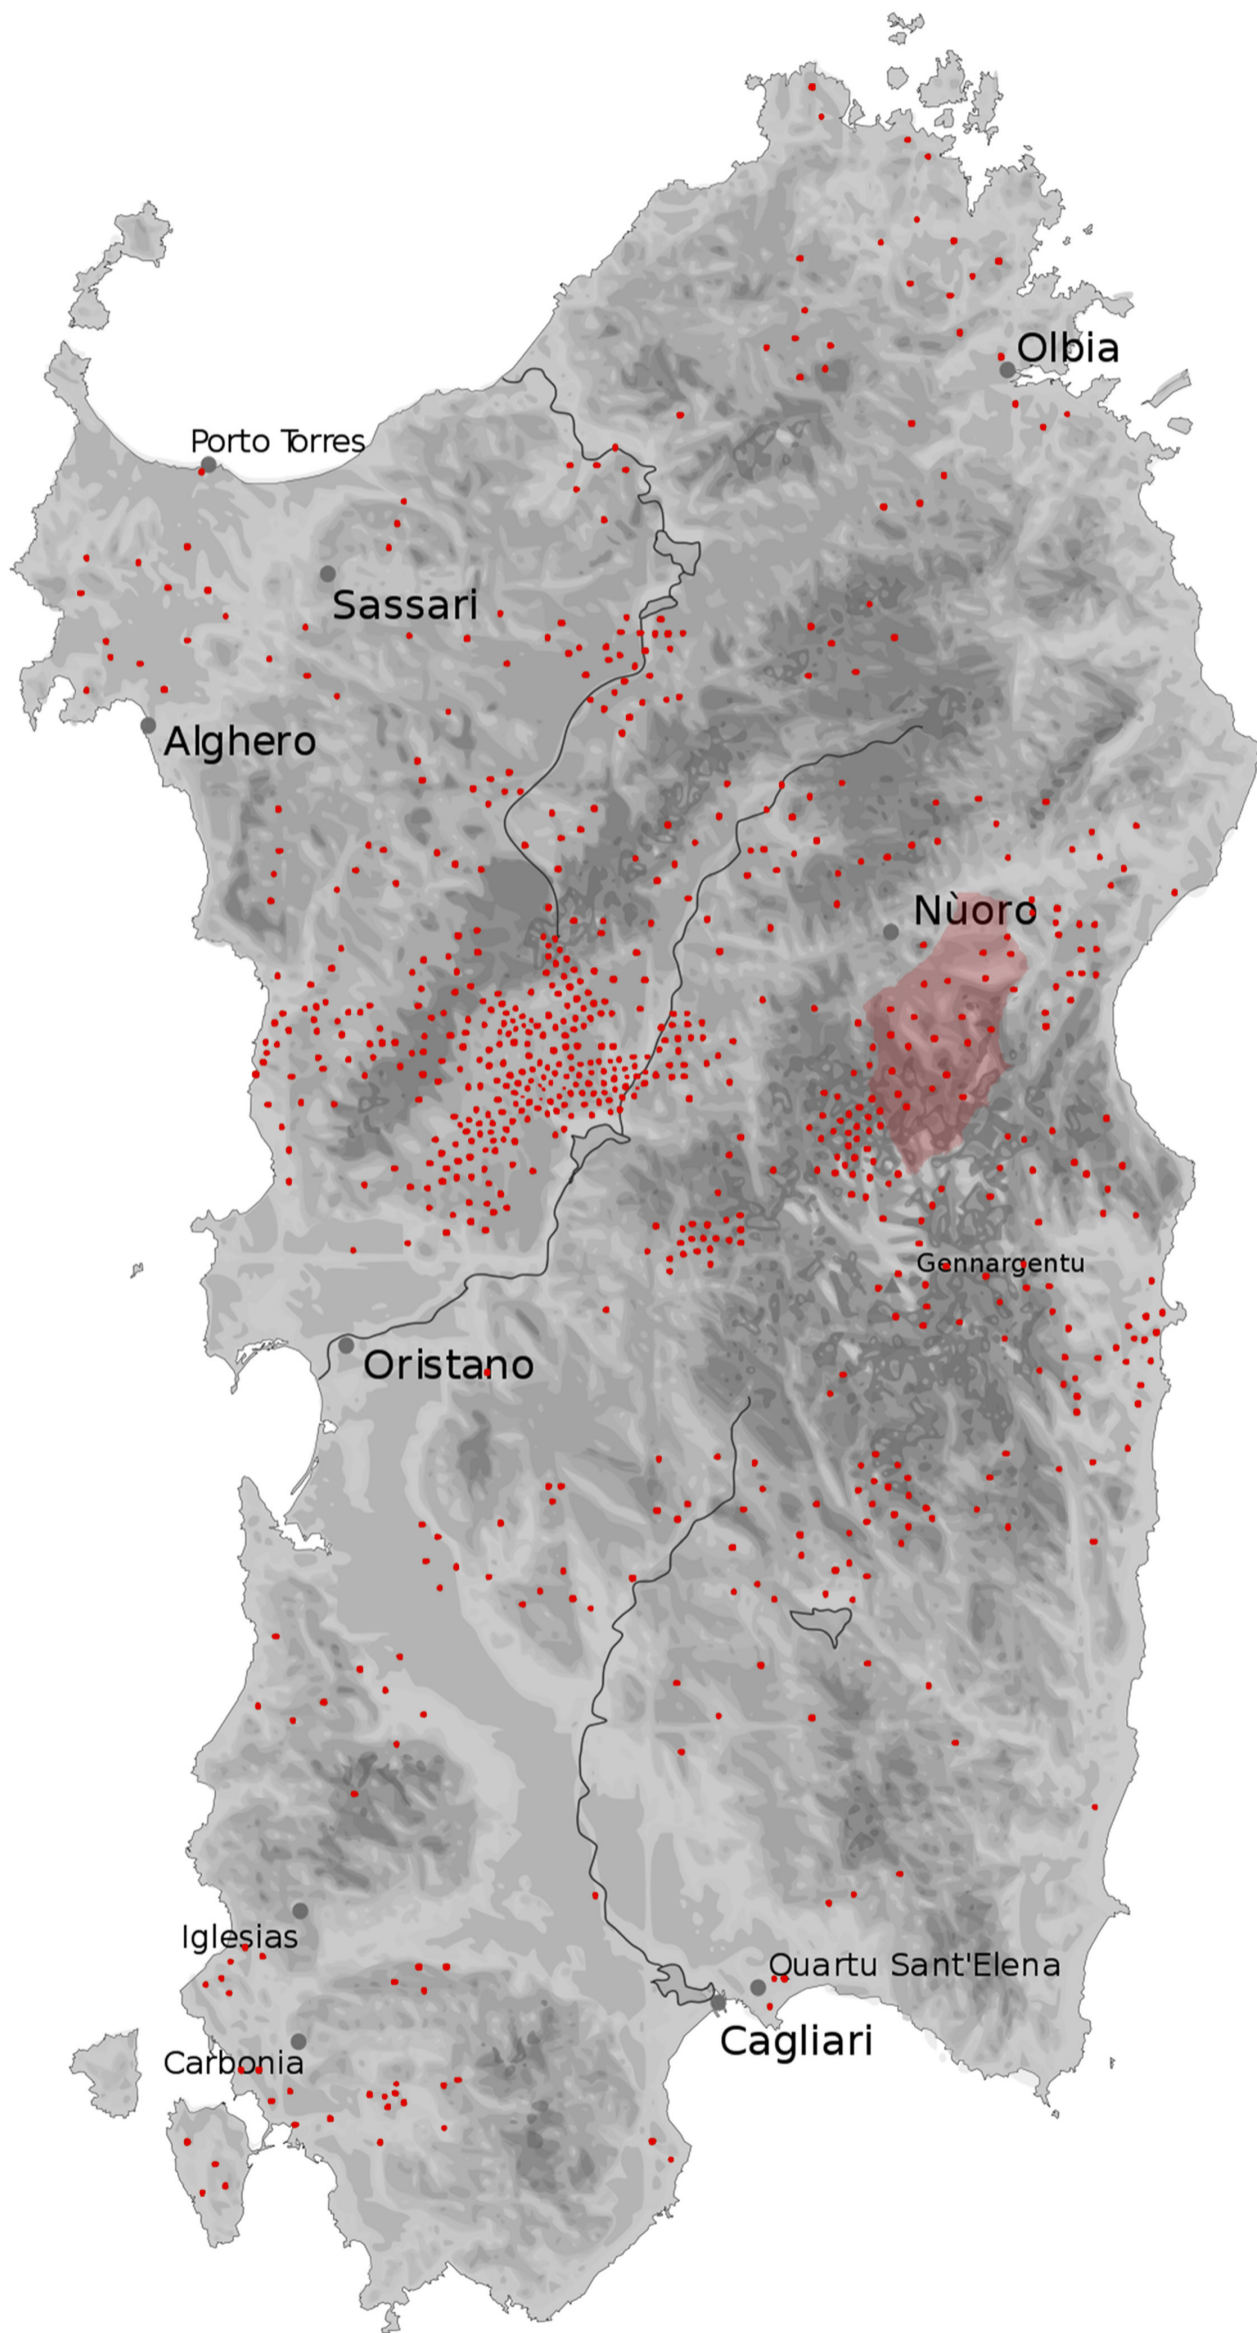 Olbia
Porto Torres
Sassari
Alghero
Nùoro
Gennargentu
Oristano
Iglesias
Quartu Sant'Elena
Cagliari
Carbonia